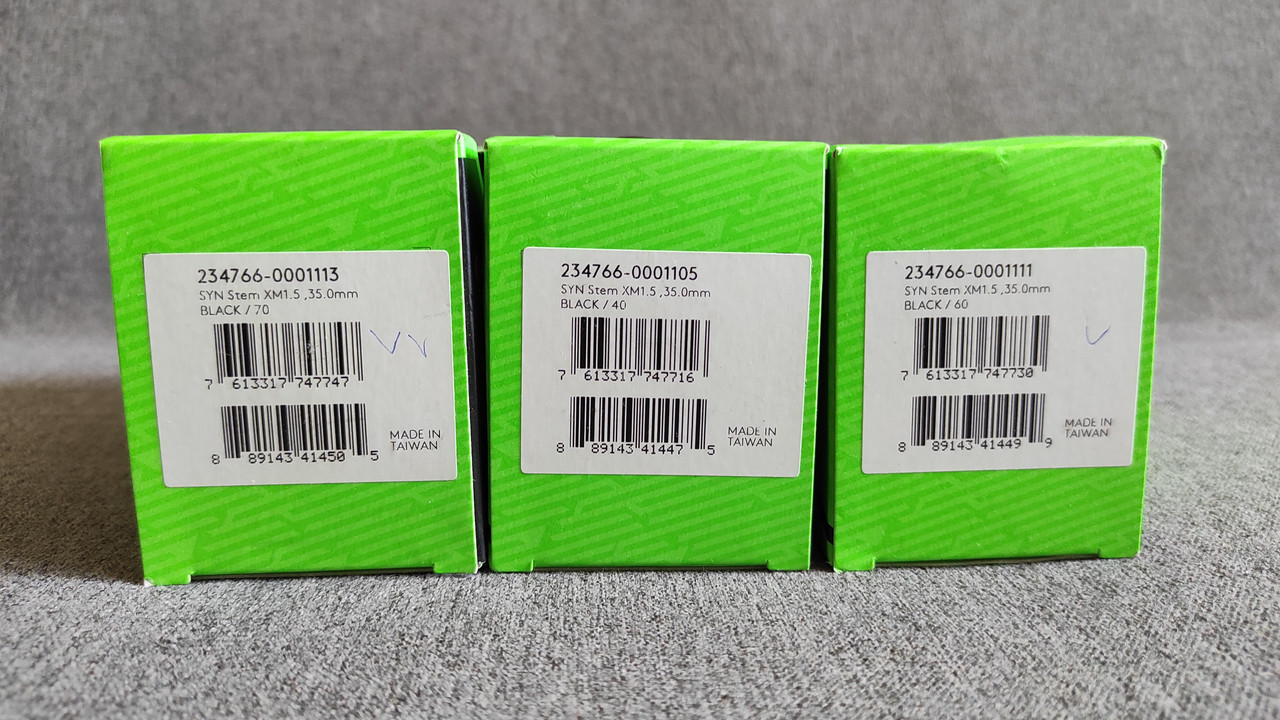 234766-0001113
SYN Stem XM1.5 ,35.0mm
BLACK / 70
7 613317 747747
8 89143 41450 5
MADE IN
TAIWAN
234766-0001105
SYN Stem XM1.5 ,35.0mm
BLACK / 40
7 613317 747716
8 89143 41447 5
MADE IN
TAIWAN
234766-0001111
SYN Stem XM1.5 ,35.0mm
BLACK / 60
7 613317 747730
8 89143 41449 9
MADE IN
TAIWAN